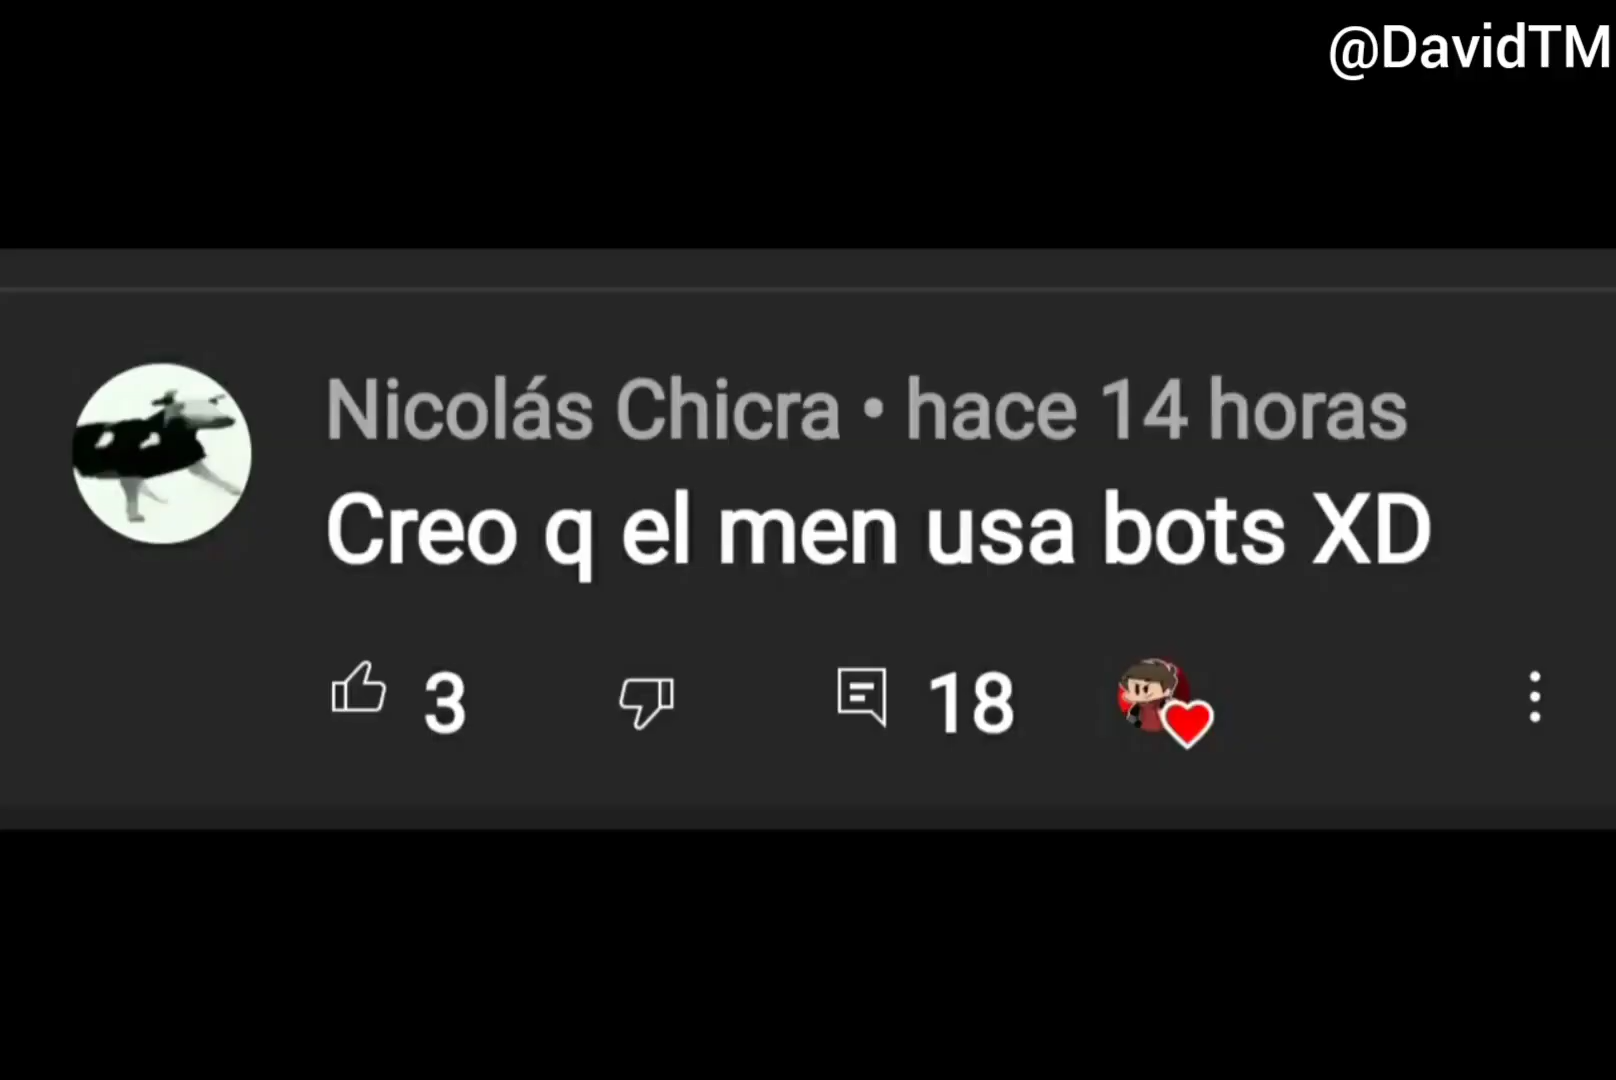 @DavidTM
Nicolás Chicra • hace 14 horas
Creo q el men usa bots XD
3 18